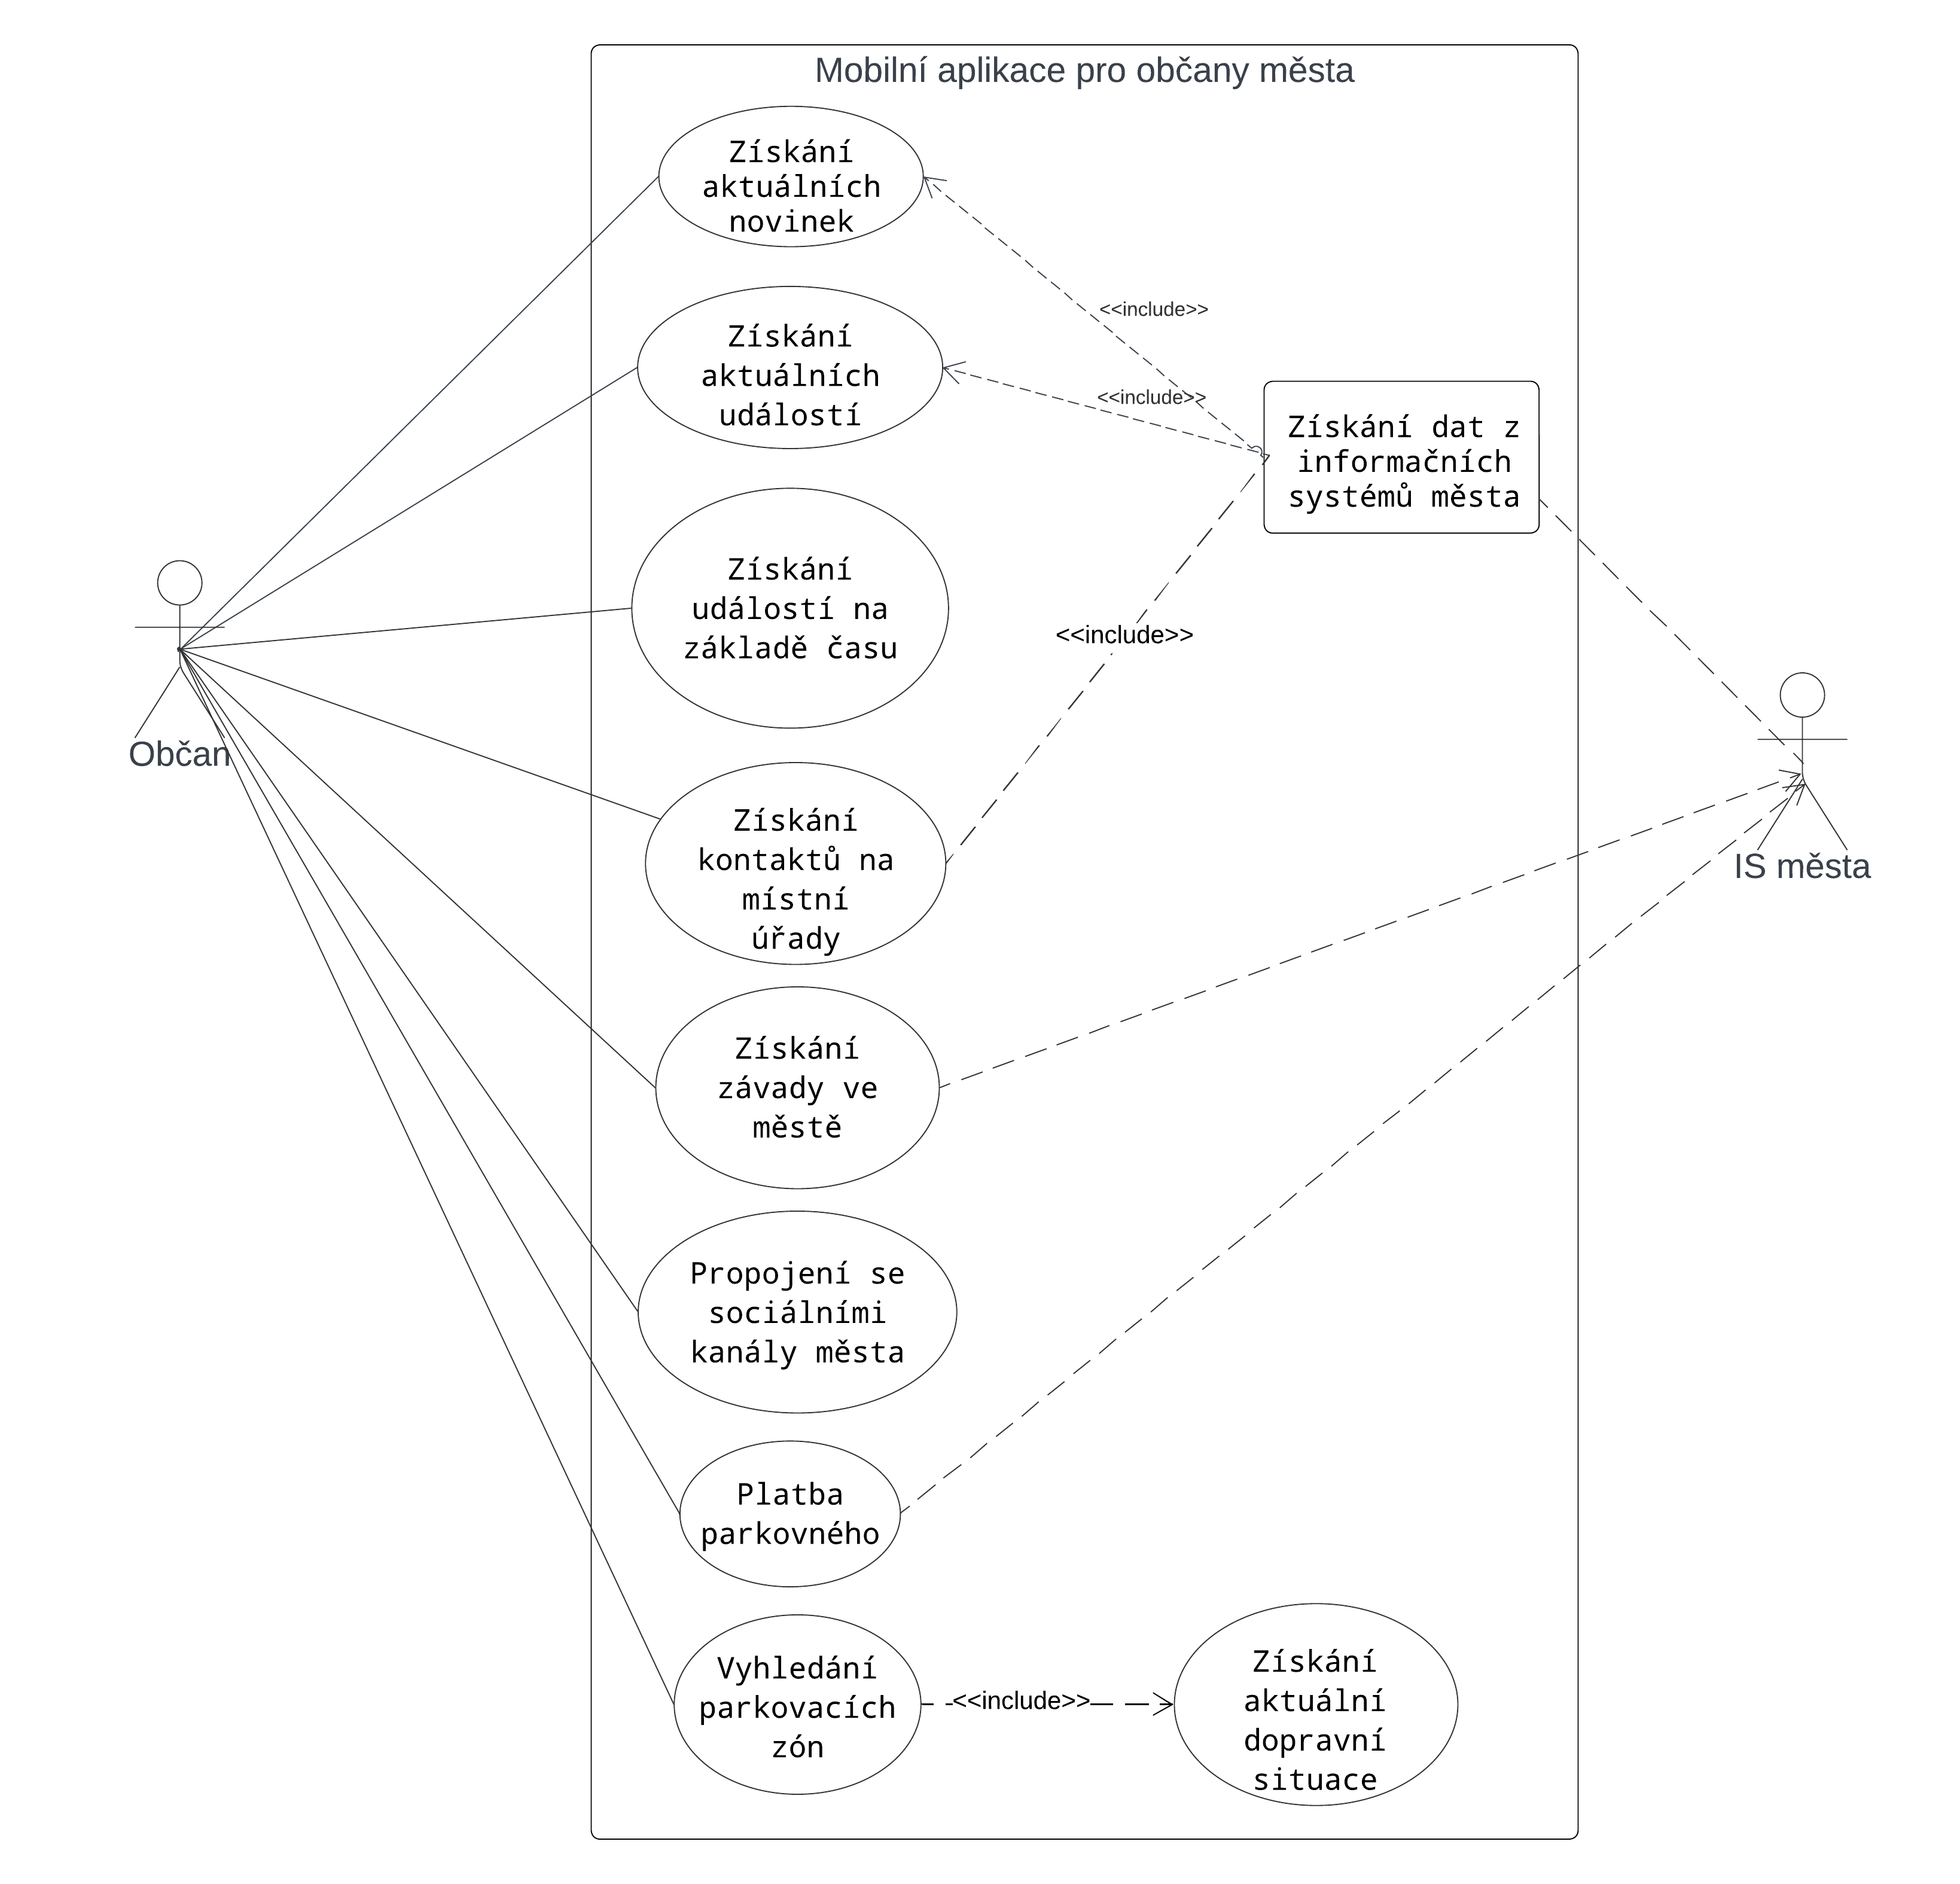 Mobilní aplikace pro občany města
Získání
aktuálních
novinek
<<include>>
Získání
aktuálních
událostí
<<include>>
Získání dat z
informačních
systémů města
Získání
událostí na
základě času
<<include>>
Občan
IS města
Získání
kontaktů na
místní
úřady
Získání
závady ve
městě
Propojení se
sociálními
kanály města
Platba
parkovného
Vyhledání
parkovacích
zón
<<include>>
Získání
aktuální
dopravní
situace